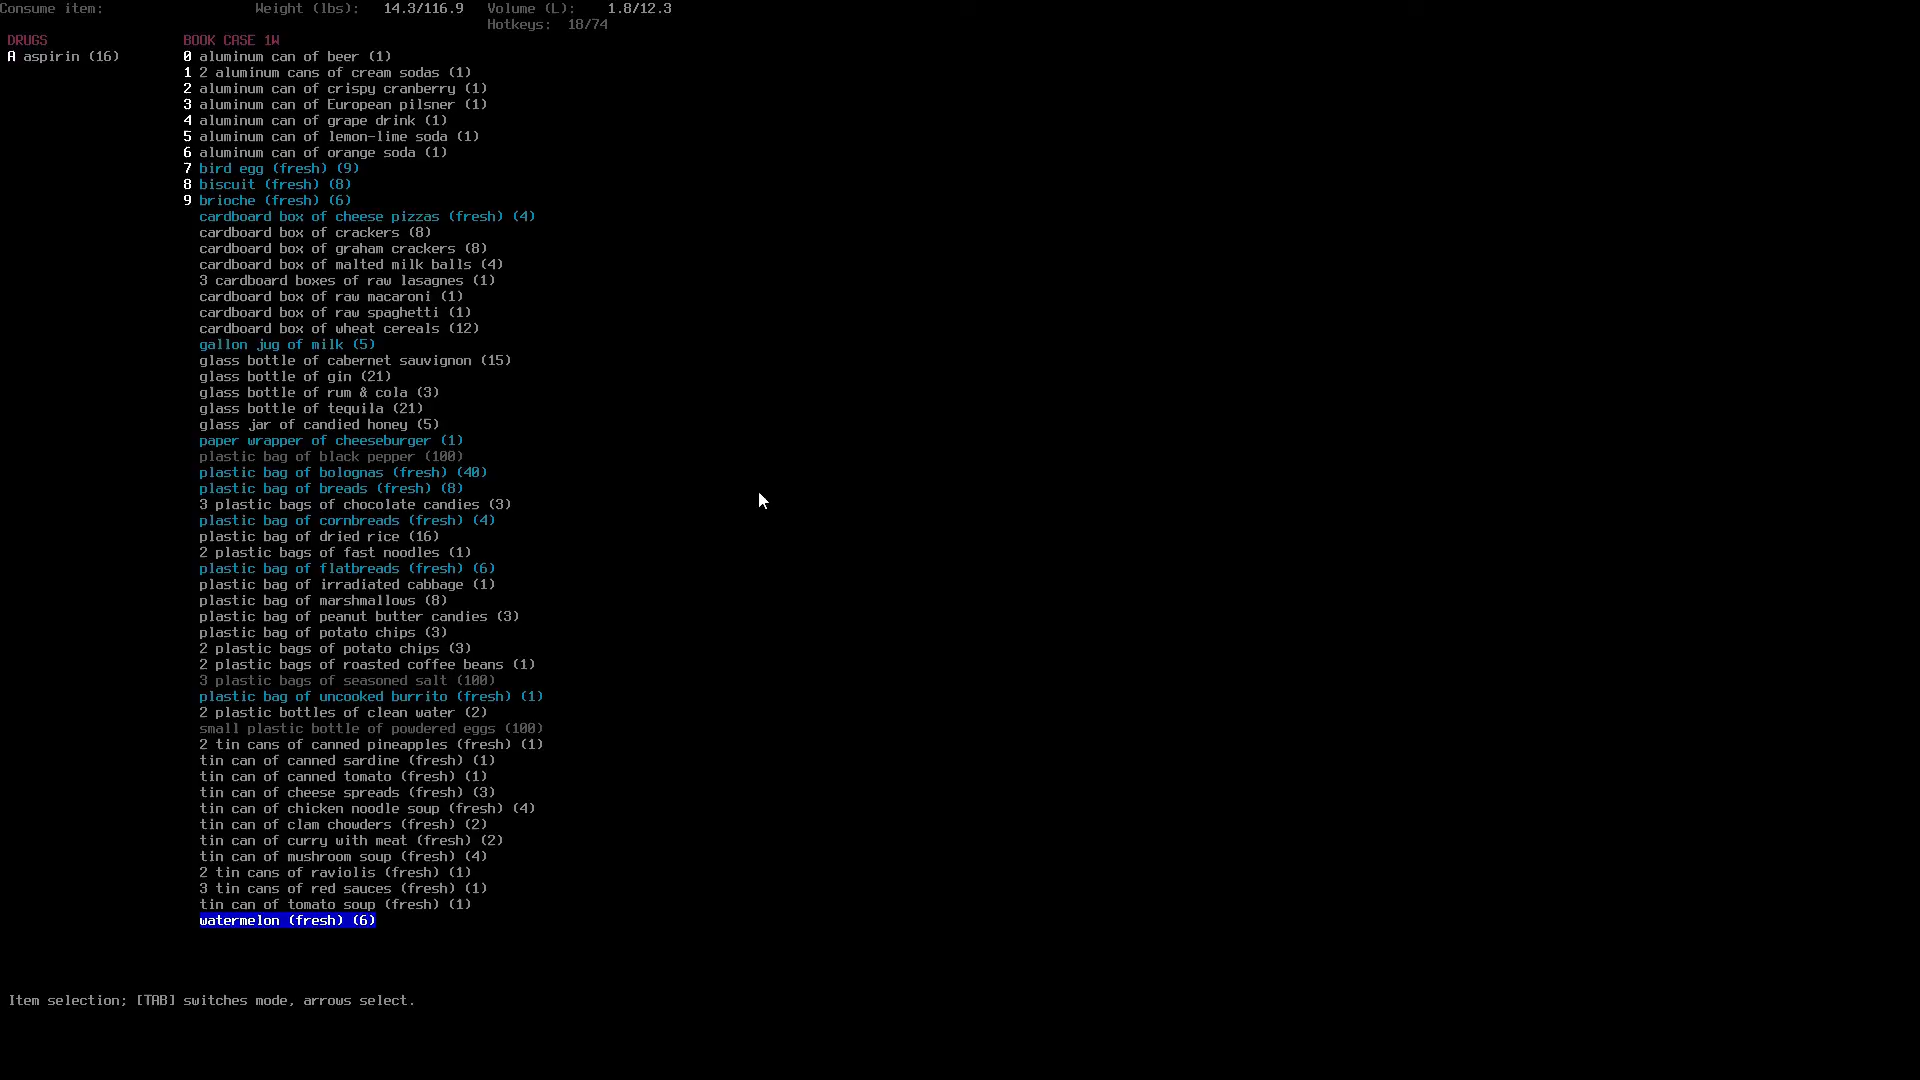 Consume item: Weight (lbs): 14.3/116.9 Volume (L): 1.8/12.3
Hotkeys: 18/74
DRUGS BOOK CASE 1W
A aspirin (16) 0 aluminum can of beer (1)
1 2 aluminum cans of cream sodas (1)
2 aluminum can of crispy cranberry (1)
3 aluminum can of European pilsner (1)
4 aluminum can of grape drink (1)
5 aluminum can of lemon-lime soda (1)
6 aluminum can of orange soda (1)
7 bird egg (fresh) (9)
8 biscuit (fresh) (8)
9 brioche (fresh) (6)
cardboard box of cheese pizzas (fresh) (4)
cardboard box of crackers (8)
cardboard box of graham crackers (8)
cardboard box of malted milk balls (4)
3 cardboard boxes of raw lasagnes (1)
cardboard box of raw macaroni (1)
cardboard box of raw spaghetti (1)
cardboard box of wheat cereals (12)
gallon jug of milk (5)
glass bottle of cabernet sauvignon (15)
glass bottle of gin (21)
glass bottle of rum & cola (3)
glass bottle of tequila (21)
glass jar of candied honey (5)
paper wrapper of cheeseburger (1)
plastic bag of black pepper (100)
plastic bag of bolognas (fresh) (40)
plastic bag of breads (fresh) (8)
3 plastic bags of chocolate candies (3)
plastic bag of cornbreads (fresh) (4)
plastic bag of dried rice (16)
2 plastic bags of fast noodles (1)
plastic bag of flatbreads (fresh) (6)
plastic bag of irradiated cabbage (1)
plastic bag of marshmallows (8)
plastic bag of peanut butter candies (3)
plastic bag of potato chips (3)
2 plastic bags of potato chips (3)
2 plastic bags of roasted coffee beans (1)
3 plastic bags of seasoned salt (100)
plastic bag of uncooked burrito (fresh) (1)
2 plastic bottles of clean water (2)
small plastic bottle of powdered eggs (100)
2 tin cans of canned pineapples (fresh) (1)
tin can of canned sardine (fresh) (1)
tin can of canned tomato (fresh) (1)
tin can of cheese spreads (fresh) (3)
tin can of chicken noodle soup (fresh) (4)
tin can of clam chowders (fresh) (2)
tin can of curry with meat (fresh) (2)
tin can of mushroom soup (fresh) (4)
2 tin cans of raviolis (fresh) (1)
3 tin cans of red sauces (fresh) (1)
tin can of tomato soup (fresh) (1)
watermelon (fresh) (6)
Item selection; [TAB] switches mode, arrows select.